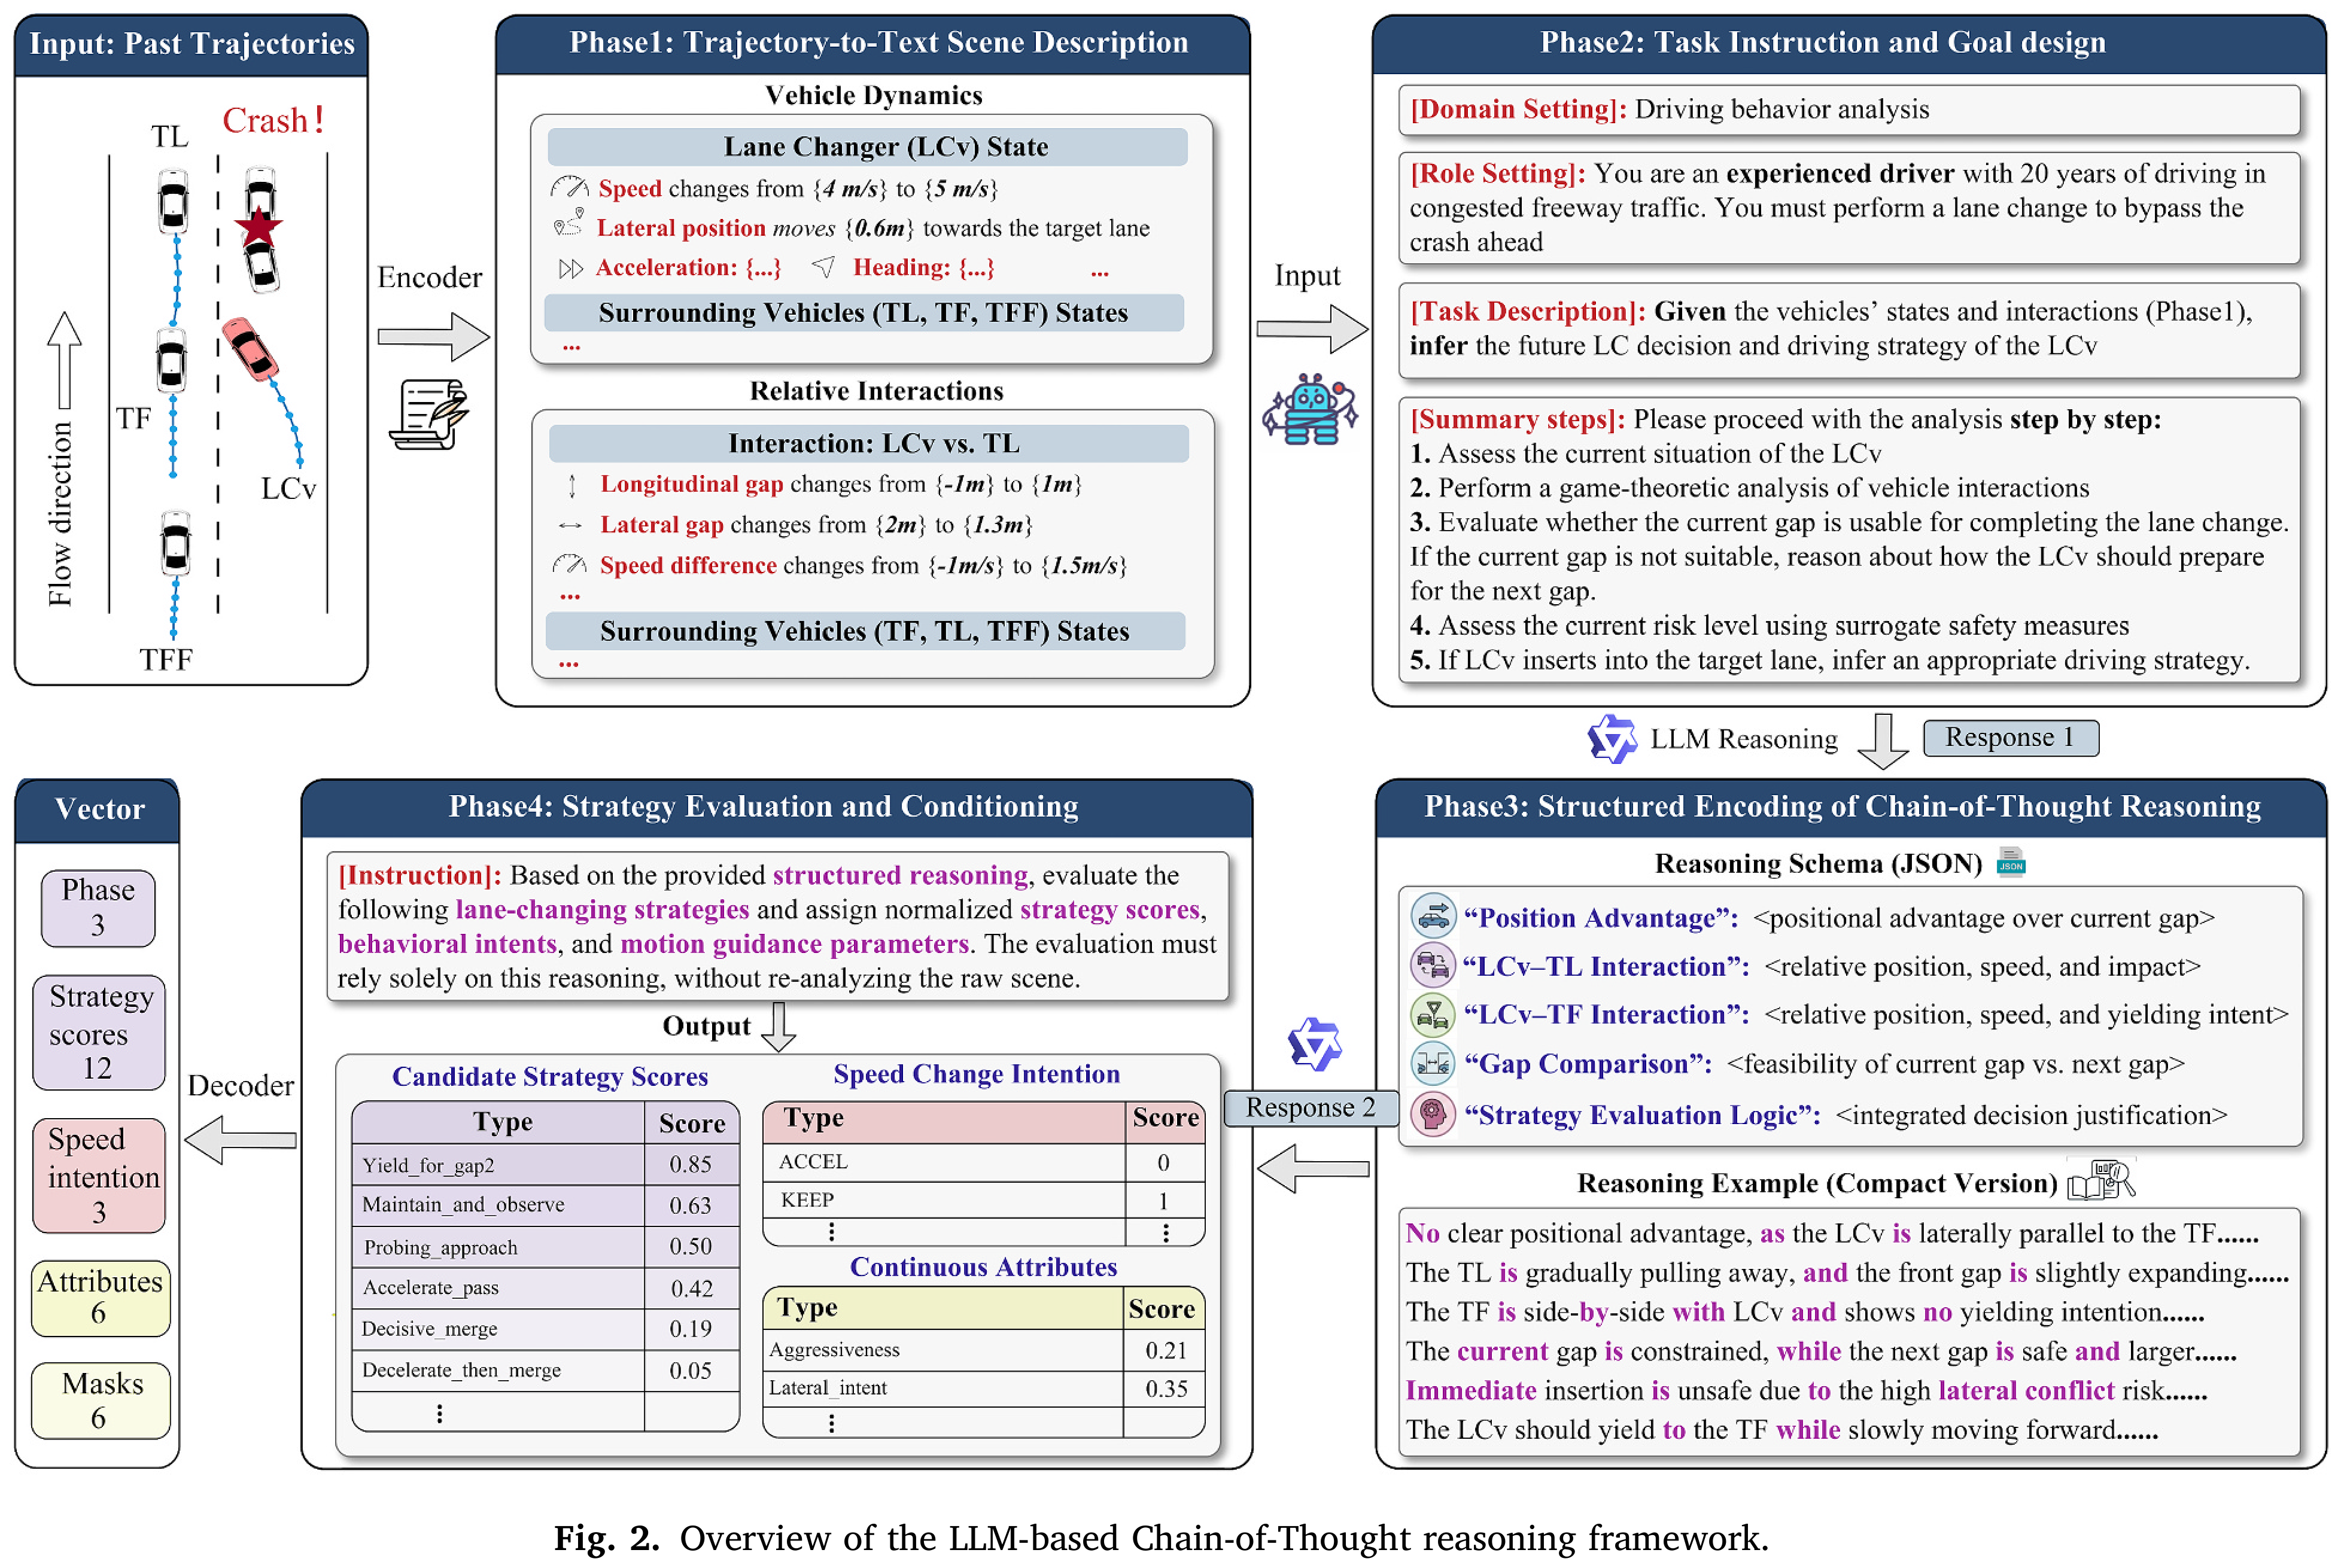 Input: Past Trajectories
Crash!
TL
TF
LCv
TFF
Flow direction
Encoder
Phase1: Trajectory-to-Text Scene Description
Vehicle Dynamics
Lane Changer (LCv) State
Speed changes from {4 m/s} to {5 m/s}
Lateral position moves {0.6m} towards the target lane
Acceleration: {...} Heading: {...} ...
Surrounding Vehicles (TL, TF, TFF) States
...
Relative Interactions
Interaction: LCv vs. TL
Longitudinal gap changes from {-1m} to {1m}
Lateral gap changes from {2m} to {1.3m}
Speed difference changes from {-1m/s} to {1.5m/s}
...
Surrounding Vehicles (TF, TL, TFF) States
...
Input
Phase2: Task Instruction and Goal design
[Domain Setting]: Driving behavior analysis
[Role Setting]: You are an experienced driver with 20 years of driving in
congested freeway traffic. You must perform a lane change to bypass the
crash ahead
[Task Description]: Given the vehicles’ states and interactions (Phase1),
infer the future LC decision and driving strategy of the LCv
[Summary steps]: Please proceed with the analysis step by step:
1. Assess the current situation of the LCv
2. Perform a game-theoretic analysis of vehicle interactions
3. Evaluate whether the current gap is usable for completing the lane change.
If the current gap is not suitable, reason about how the LCv should prepare
for the next gap.
4. Assess the current risk level using surrogate safety measures
5. If LCv inserts into the target lane, infer an appropriate driving strategy.
LLM Reasoning
Response 1
Phase3: Structured Encoding of Chain-of-Thought Reasoning
Reasoning Schema (JSON)
JSON
“Position Advantage”: <positional advantage over current gap>
“LCv–TL Interaction”: <relative position, speed, and impact>
“LCv–TF Interaction”: <relative position, speed, and yielding intent>
“Gap Comparison”: <feasibility of current gap vs. next gap>
“Strategy Evaluation Logic”: <integrated decision justification>
Reasoning Example (Compact Version)
No clear positional advantage, as the LCv is laterally parallel to the TF......
The TL is gradually pulling away, and the front gap is slightly expanding......
The TF is side-by-side with LCv and shows no yielding intention......
The current gap is constrained, while the next gap is safe and larger......
Immediate insertion is unsafe due to the high lateral conflict risk......
The LCv should yield to the TF while slowly moving forward......
Response 2
Phase4: Strategy Evaluation and Conditioning
[Instruction]: Based on the provided structured reasoning, evaluate the
following lane-changing strategies and assign normalized strategy scores,
behavioral intents, and motion guidance parameters. The evaluation must
rely solely on this reasoning, without re-analyzing the raw scene.
Output
Candidate Strategy Scores
Type Score
Yield_for_gap2 0.85
Maintain_and_observe 0.63
Probing_approach 0.50
Accelerate_pass 0.42
Decisive_merge 0.19
Decelerate_then_merge 0.05
⋮
Speed Change Intention
Type Score
ACCEL 0
KEEP 1
⋮ ⋮
Continuous Attributes
Type Score
Aggressiveness 0.21
Lateral_intent 0.35
⋮
Decoder
Vector
Phase
3
Strategy
scores
12
Speed
intention
3
Attributes
6
Masks
6
Fig. 2. Overview of the LLM-based Chain-of-Thought reasoning framework.